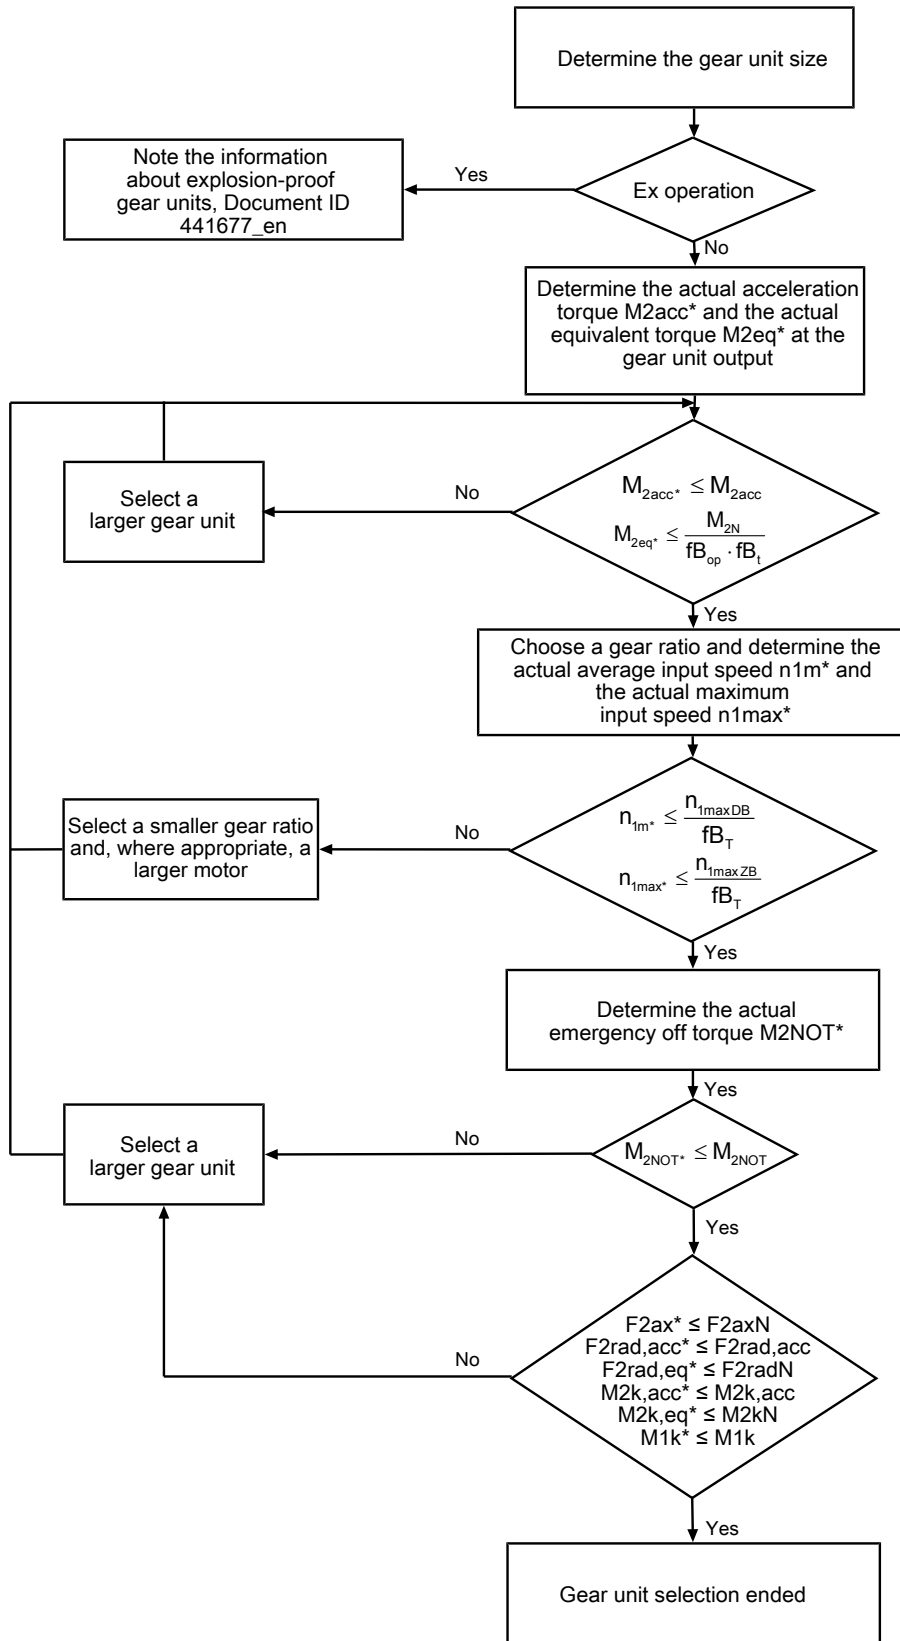 Determine the gear unit size
Note the information
about explosion-proof
gear units, Document ID
441677_en
Yes
Ex operation
No
Determine the actual acceleration
torque M2acc* and the actual
equivalent torque M2eq* at the
gear unit output
Select a
larger gear unit
No
M2acc* ≤ M2acc
M2eq* ≤ M2N / fBop · fBt
Yes
Choose a gear ratio and determine the
actual average input speed n1m* and
the actual maximum
input speed n1max*
Select a smaller gear ratio
and, where appropriate, a
larger motor
No
n1m* ≤ n1maxDB / fBT
n1max* ≤ n1maxZB / fBT
Yes
Determine the actual
emergency off torque M2NOT*
Yes
Select a
larger gear unit
No
M2NOT* ≤ M2NOT
Yes
No
F2ax* ≤ F2axN
F2rad,acc* ≤ F2rad,acc
F2rad,eq* ≤ F2radN
M2k,acc* ≤ M2k,acc
M2k,eq* ≤ M2kN
M1k* ≤ M1k
Yes
Gear unit selection ended